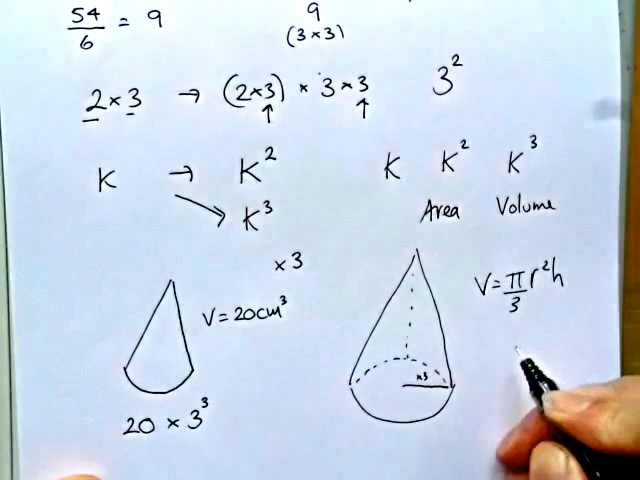 54/6 = 9
9
(3×3)
2×3 → (2×3) × 3 × 3
3²
K → K²
K³
K K² K³
Area Volume
×3
V = 20cm³
V = π/3 r²h
×3
20 × 3³